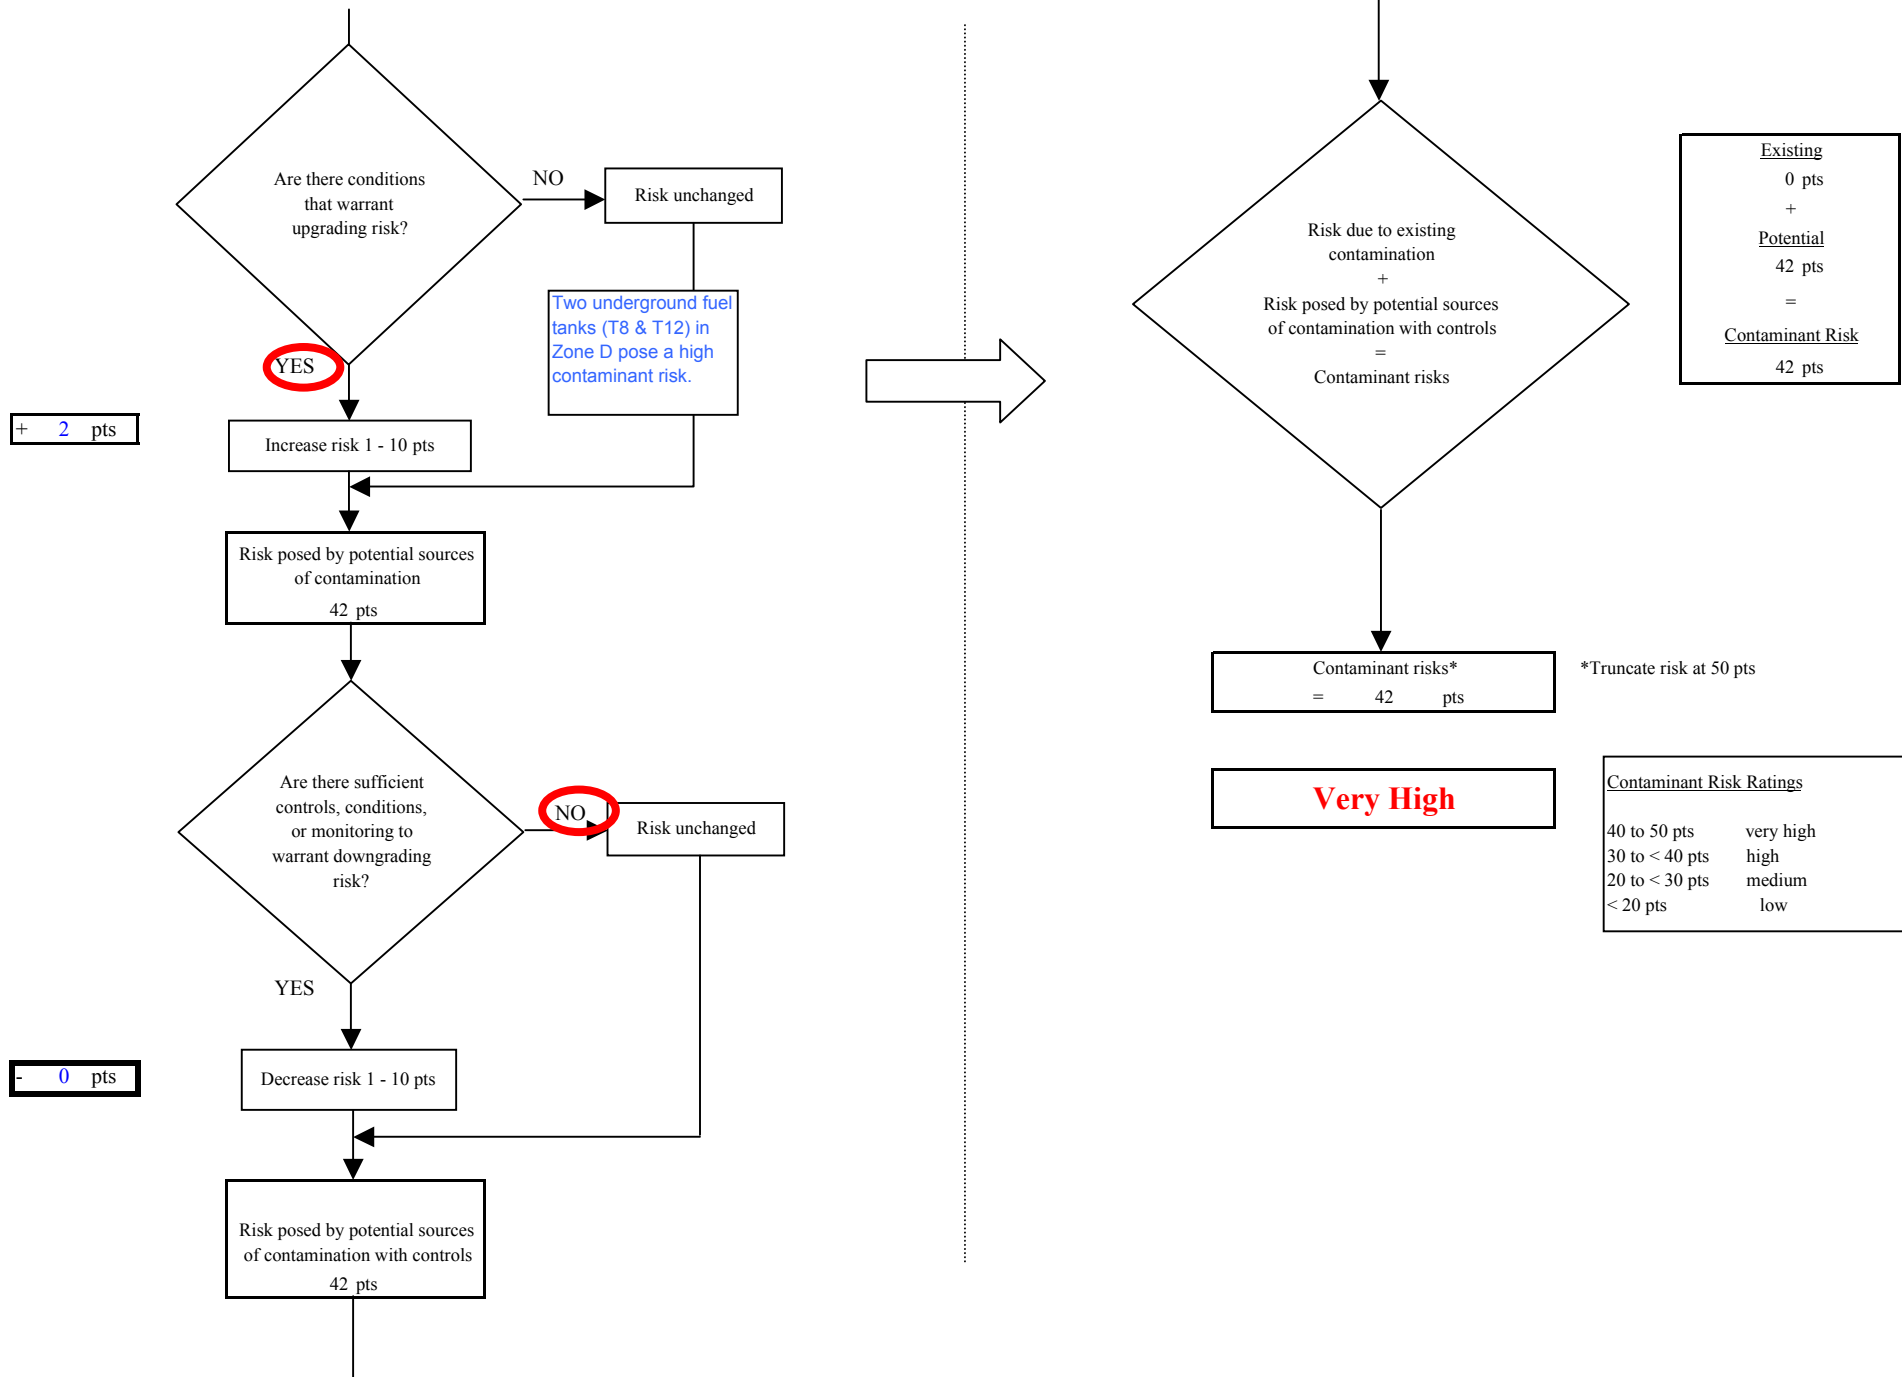 Are there conditions
that warrant
upgrading risk?
NO
Risk unchanged
Two underground fuel
tanks (T8 & T12) in
Zone D pose a high
contaminant risk.
YES
+ 2 pts
Increase risk 1 - 10 pts
Risk posed by potential sources
of contamination
42 pts
Are there sufficient
controls, conditions,
or monitoring to
warrant downgrading
risk?
NO
Risk unchanged
YES
- 0 pts
Decrease risk 1 - 10 pts
Risk posed by potential sources
of contamination with controls
42 pts
Risk due to existing
contamination
+
Risk posed by potential sources
of contamination with controls
=
Contaminant risks
Existing
0 pts
+
Potential
42 pts
=
Contaminant Risk
42 pts
Contaminant risks*
= 42 pts
*Truncate risk at 50 pts
Very High
Contaminant Risk Ratings
40 to 50 pts very high
30 to < 40 pts high
20 to < 30 pts medium
< 20 pts low